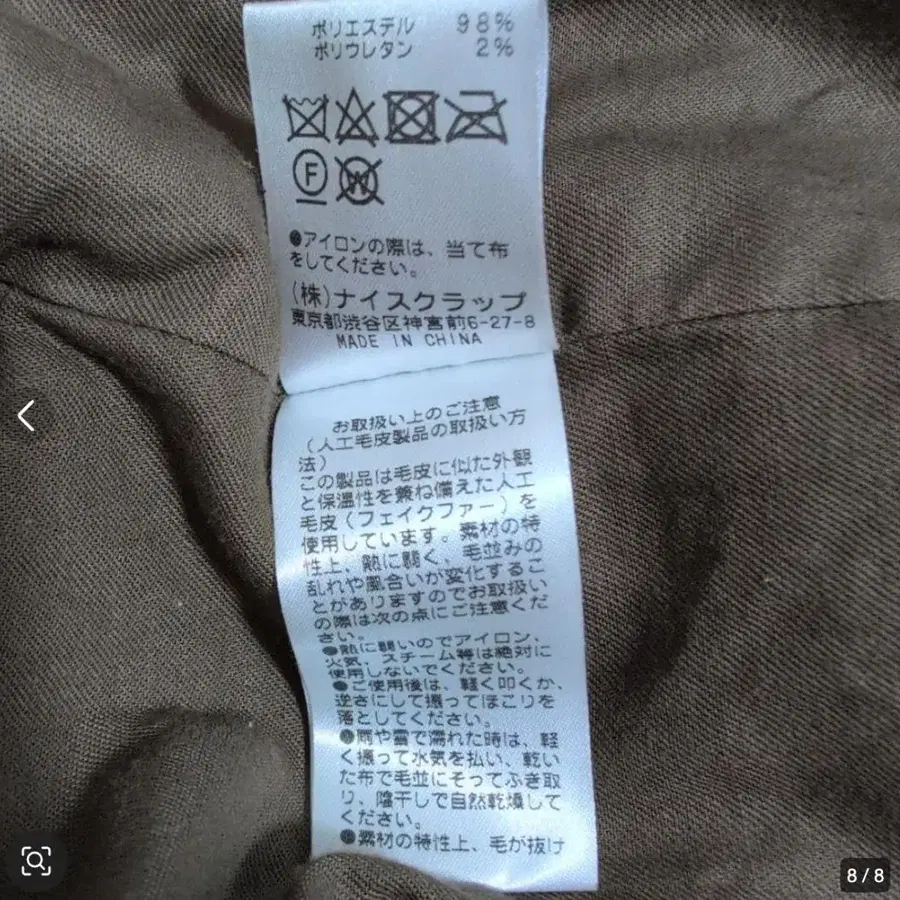 ポリエステル 98%
ポリウレタン 2%
F
W
●アイロンの際は、当て布
をしてください。
(株)ナイスクラップ
東京都渋谷区神宮前6-27-8
MADE IN CHINA
お取扱い上のご注意
(人工毛皮製品の取扱い方
法)
この製品は毛皮に似た外観
と保温性を兼ね備えた人工
毛皮(フェイクファー)を
使用しています。素材の特
性上、熱に弱く、毛並みの
乱れや風合いが変化するこ
とがありますのでお取扱い
の際は次の点にご注意くだ
さい。
●熱に弱いのでアイロン、
火気、スチーム等は絶対に
使用しないでください。
●ご使用後は、軽く叩くか、
逆さにして振ってほこりを
落としてください。
●雨や雪で濡れた時は、軽
く振って水気を払い、乾い
た布で毛並にそってふき取
り、陰干しで自然乾燥して
ください。
●素材の特性上、毛が抜け
8/8